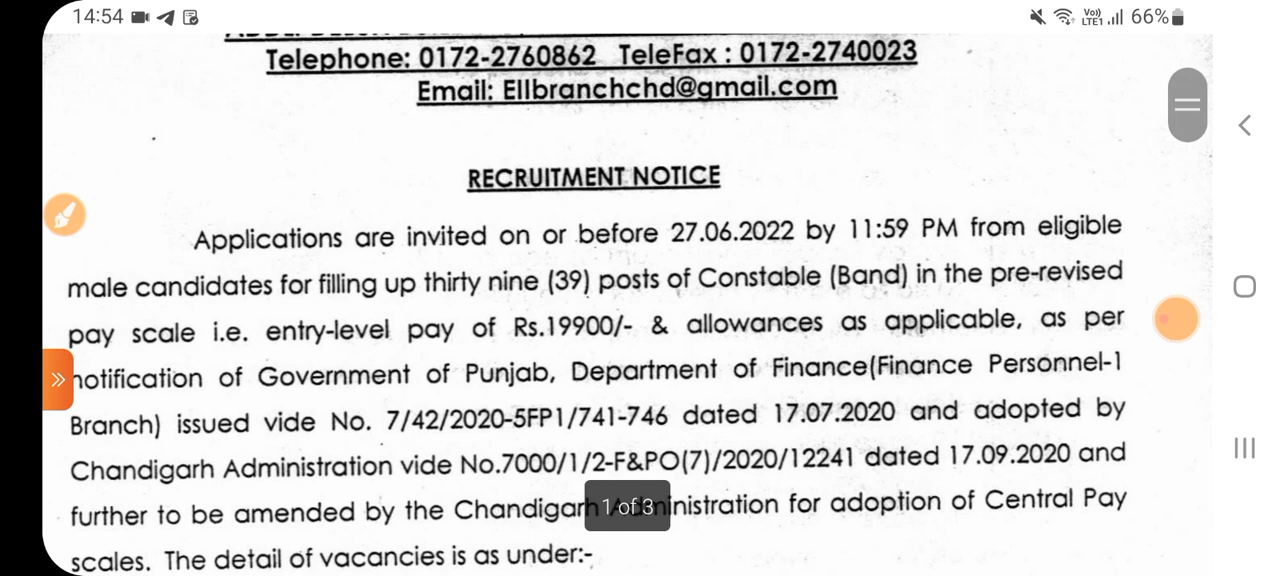 14:54
Vo))
LTE1
66%
Telephone: 0172-2760862 TeleFax : 0172-2740023
Email: EIIbranchchd@gmail.com
RECRUITMENT NOTICE
Applications are invited on or before 27.06.2022 by 11:59 PM from eligible
male candidates for filling up thirty nine (39) posts of Constable (Band) in the pre-revised
pay scale i.e. entry-level pay of Rs.19900/- & allowances as applicable, as per
notification of Government of Punjab, Department of Finance(Finance Personnel-1
Branch) issued vide No. 7/42/2020-5FP1/741-746 dated 17.07.2020 and adopted by
Chandigarh Administration vide No.7000/1/2-F&PO(7)/2020/12241 dated 17.09.2020 and
further to be amended by the Chandigarh Administration for adoption of Central Pay
1 of 3
scales. The detail of vacancies is as under:-